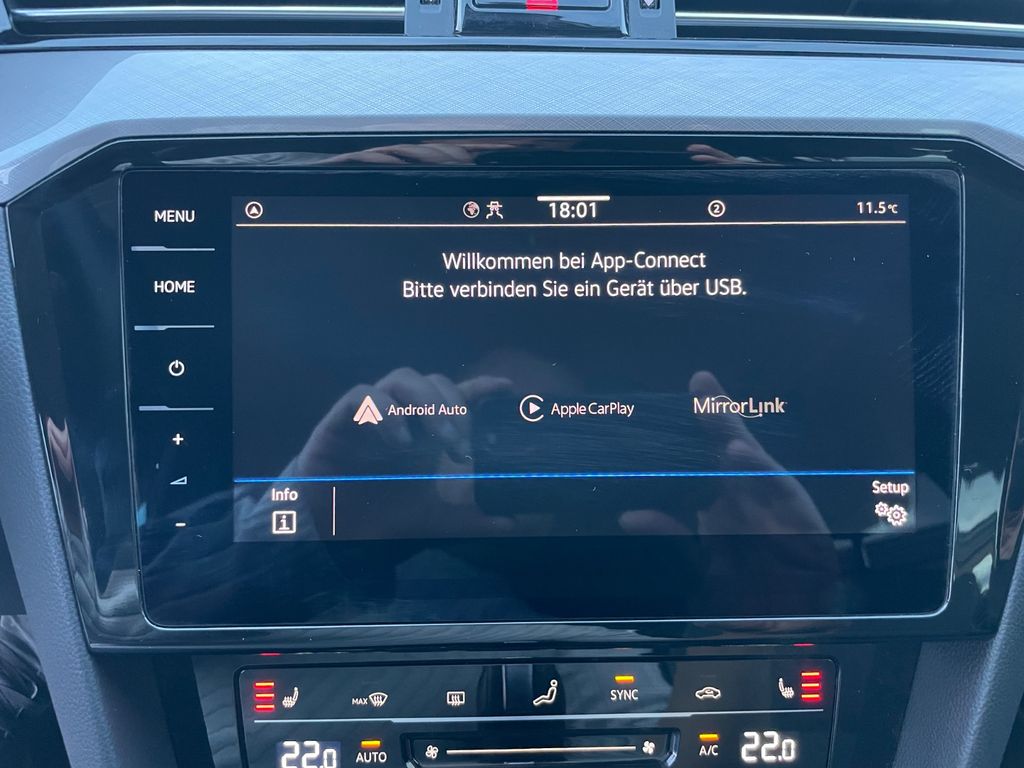 MENU
HOME
18:01
2
11.5°C
Willkommen bei App-Connect
Bitte verbinden Sie ein Gerät über USB.
Android Auto
Apple CarPlay
MirrorLink
Info
i
Setup
+
-
MAX
SYNC
22.0
AUTO
A/C
22.0